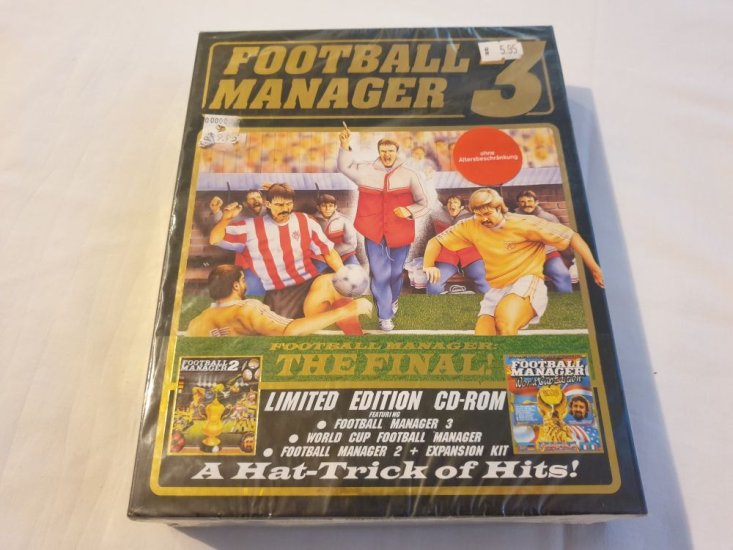 FOOTBALL
MANAGER 3
5.95
ohne
Altersbeschränkung
FOOTBALL MANAGER:
THE FINAL!
FOOTBALL
MANAGER 2
FOOTBALL
MANAGER
LIMITED EDITION CD-ROM
FEATURING
• FOOTBALL MANAGER 3
• WORLD CUP FOOTBALL MANAGER
• FOOTBALL MANAGER 2 + EXPANSION KIT
A Hat-Trick of Hits!